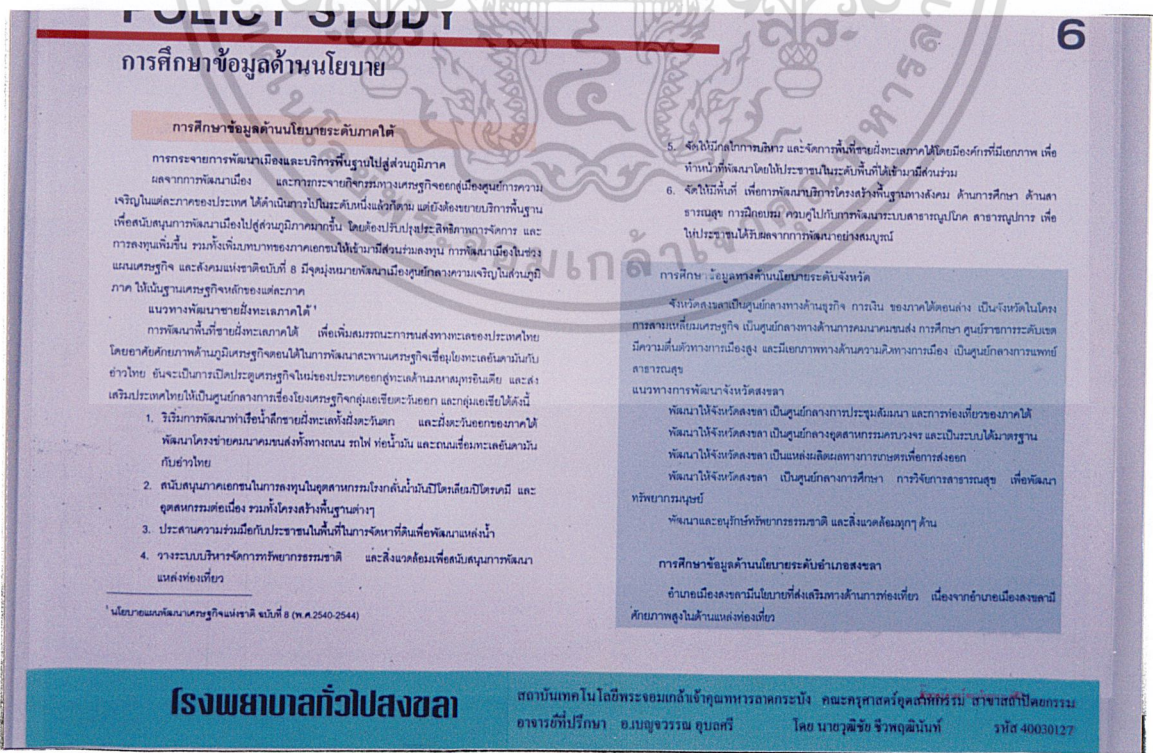 POLICY STUDY
6
การศึกษาข้อมูลด้านนโยบาย
การศึกษาข้อมูลด้านนโยบายระดับภาคใต้
การกระจายการพัฒนาเมืองและบริการพื้นฐานไปสู่ส่วนภูมิภาค
ผลจากการพัฒนาเมือง และการกระจายกิจกรรมทางเศรษฐกิจออกสู่เมืองศูนย์การความ
เจริญในแต่ละภาคของประเทศ ได้ดำเนินการไปในระดับหนึ่งแล้วก็ตาม แต่ยังต้องขยายบริการพื้นฐาน
เพื่อสนับสนุนการพัฒนาเมืองไปสู่ภูมิภาคมากขึ้น โดยต้องปรับปรุงประสิทธิภาพการจัดการ และ
การลงทุนเพิ่มขึ้น รวมทั้งเพิ่มบทบาทของภาคเอกชนให้เข้ามามีส่วนร่วมลงทุน การพัฒนาเมืองในช่วง
แผนเศรษฐกิจ และสังคมแห่งชาติฉบับที่ 8 มีจุดมุ่งหมายพัฒนาเมืองศูนย์กลางความเจริญในส่วนภูมิ
ภาค ให้เป็นฐานเศรษฐกิจหลักของแต่ละภาค
แนวทางพัฒนาชายฝั่งทะเลภาคใต้ ¹
การพัฒนาพื้นที่ชายฝั่งทะเลภาคใต้ เพื่อเพิ่มสมรรถนะการขนส่งทางทะเลของประเทศไทย
โดยอาศัยศักยภาพด้านภูมิเศรษฐกิจตอนใต้ในการพัฒนาสะพานเศรษฐกิจเชื่อมโยงทะเลอันดามันกับ
อ่าวไทย อันจะเป็นการเปิดประตูเศรษฐกิจใหม่ของประเทศออกสู่ทะเลด้านมหาสมุทรอินเดีย และส่ง
เสริมประเทศไทยให้เป็นศูนย์กลางการเชื่องโยงเศรษฐกิจกลุ่มเอเชียตะวันออก และกลุ่มเอเชียใต้ดังนี้
1. ริเริ่มการพัฒนาท่าเรือน้ำลึกชายฝั่งทะเลทั้งฝั่งตะวันตก และฝั่งตะวันออกของภาคใต้
พัฒนาโครงข่ายคมนาคมขนส่งทั้งทางถนน รถไฟ ท่อน้ำมัน และถนนเชื่อมทะเลอันดามัน
กับอ่าวไทย
2. สนับสนุนภาคเอกชนในการลงทุนในอุตสาหกรรมโรงกลั่นน้ำมันปิโตรเลียมปิโตรเคมี และ
อุตสหกรรมต่อเนื่อง รวมทั้งโครงสร้างพื้นฐานต่างๆ
3. ประสานความร่วมมือกับประชาชนในพื้นที่ในการจัดหาที่ดินเพื่อพัฒนาแหล่งน้ำ
4. วางระบบบริหารจัดการทรัพยากรธรรมชาติ และสิ่งแวดล้อมเพื่อสนับสนุนการพัฒนา
แหล่งท่องเที่ยว
¹ นโยบายแผนพัฒนาเศรษฐกิจแห่งชาติ ฉบับที่ 8 (พ.ศ.2540-2544)
5. จัดให้มีกลไกการบริหาร และจัดการพื้นที่ชายฝั่งทะเลภาคใต้โดยมีองค์กรที่มีเอกภาพ เพื่อ
ทำหน้าที่พัฒนาโดยให้ประชาชนในระดับพื้นที่ได้เข้ามามีส่วนร่วม
6. จัดให้มีพื้นที่ เพื่อการพัฒนาบริการโครงสร้างพื้นฐานทางสังคม ด้านการศึกษา ด้านสา
ธารณสุข การฝึกอบรม ควบคู่ไปกับการพัฒนาระบบสาธารณูปโภค สาธารณูปการ เพื่อ
ให่ประชาชนได้รับผลจากการพัฒนาอย่างสมบูรณ์
การศึกษาข้อมูลทางด้านนโยบายระดับจังหวัด
จังหวัดสงขลาเป็นศูนย์กลางทางด้านธุรกิจ การเงิน ของภาคใต้ตอนล่าง เป็นจังหวัดในโครง
การสามเหลี่ยมเศรษฐกิจ เป็นศูนย์กลางทางด้านการคมนาคมขนส่ง การศึกษา ศูนย์ราชการระดับเขต
มีความตื่นตัวทางการเมืองสูง และมีเอกภาพทางด้านความคิดทางการเมือง เป็นศูนย์กลางการแพทย์
สาธารณสุข
แนวทางการพัฒนาจังหวัดสงขลา
พัฒนาให้จังหวัดสงขลา เป็นศูนย์กลางการประชุมสัมมนา และการท่องเที่ยวของภาคใต้
พัฒนาให้จังหวัดสงขลา เป็นศูนย์กลางอุตสาหกรรมครบวงจร และเป็นระบบได้มาตรฐาน
พัฒนาให้จังหวัดสงขลา เป็นแหล่งผลิตผลทางการเกษตรเพื่อการส่งออก
พัฒนาให้จังหวัดสงขลา เป็นศูนย์กลางการศึกษา การวิจัยการสาธารณสุข เพื่อพัฒนา
ทรัพยากรมนุษย์
พัฒนาและอนุรักษ์ทรัพยากรธรรมชาติ และสิ่งแวดล้อมทุกๆ ด้าน
การศึกษาข้อมูลด้านนโยบายระดับอำเภอสงขลา
อำเภอเมืองสงขลามีนโยบายที่ส่งเสริมทางด้านการท่องเที่ยว เนื่องจากอำเภอเมืองสงขลามี
ศักยภาพสูงในด้านแหล่งท่องเที่ยว
โรงพยาบาลทั่วไปสงขลา
สถาบันเทคโนโลยีพระจอมเกล้าเจ้าคุณทหารลาดกระบัง คณะครุศาสตร์อุตสาหกรรม สาขาสถาปัตยกรรม
อาจารย์ที่ปรึกษา อ.เบญจวรรณ อุบลศรี โดย นายวุฒิชัย ชีวพฤฒินันท์ รหัส 40030127